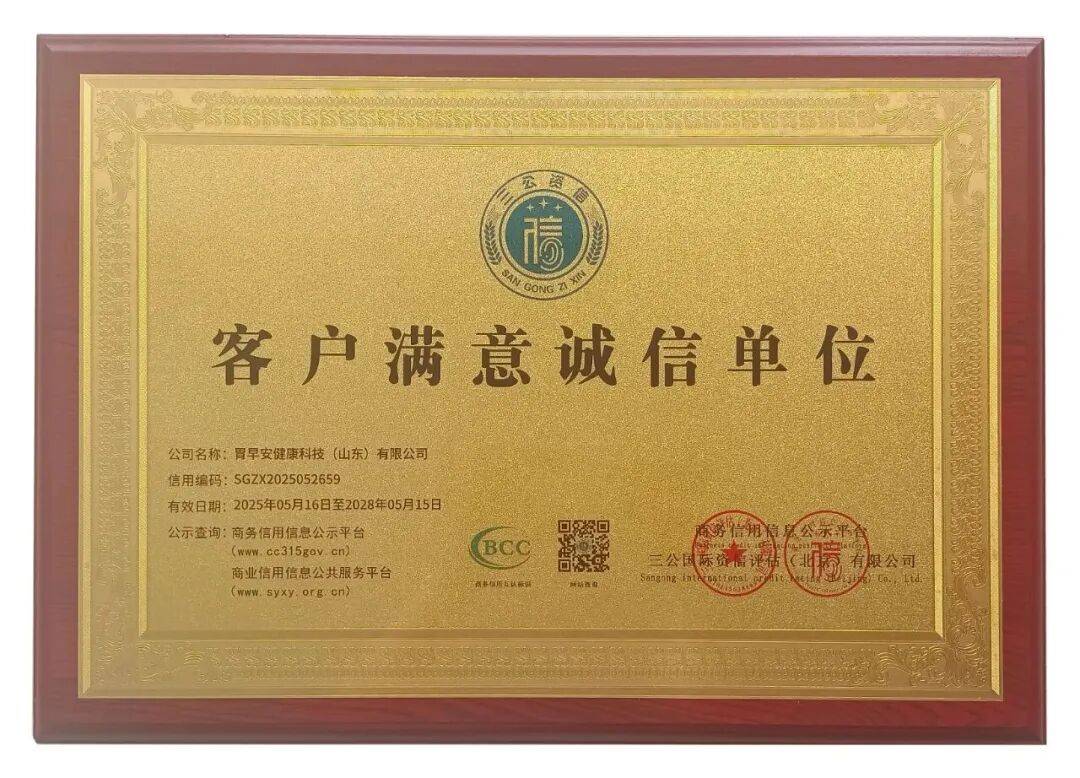 三公资信
信
SAN GONG ZI XIN
客户满意诚信单位
公司名称：胃早安健康科技（山东）有限公司
信用编码：SGZX2025052659
有效日期：2025年05月16日至2028年05月15日
公示查询：商务信用信息公示平台
(www.cc315gov.cn)
商业信用信息公共服务平台
(www.syxy.org.cn)
BCC
网站查询
商务信用信息公示平台
三公国际资信评估（北京）有限公司
信